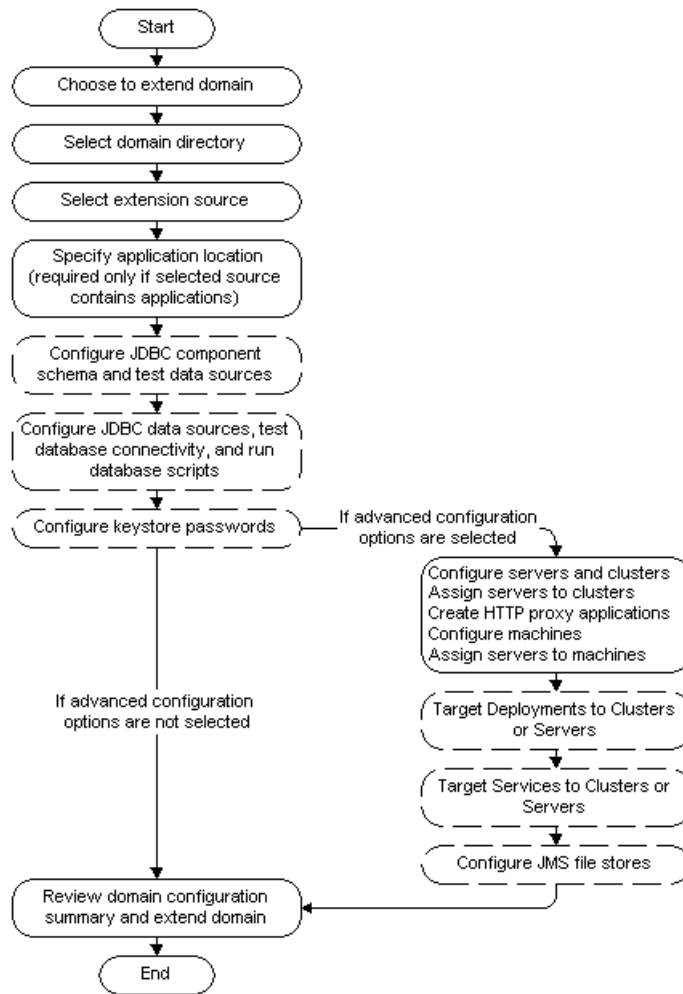 Start
Choose to extend domain
Select domain directory
Select extension source
Specify application location
(required only if selected source
contains applications)
Configure JDBC component
schema and test data sources
Configure JDBC data sources, test
database connectivity, and run
database scripts
Configure keystore passwords
If advanced configuration
options are selected
Configure servers and clusters
Assign servers to clusters
Create HTTP proxy applications
Configure machines
Assign servers to machines
If advanced configuration
options are not selected
Target Deployments to Clusters
or Servers
Target Services to Clusters or
Servers
Configure JMS file stores
Review domain configuration
summary and extend domain
End